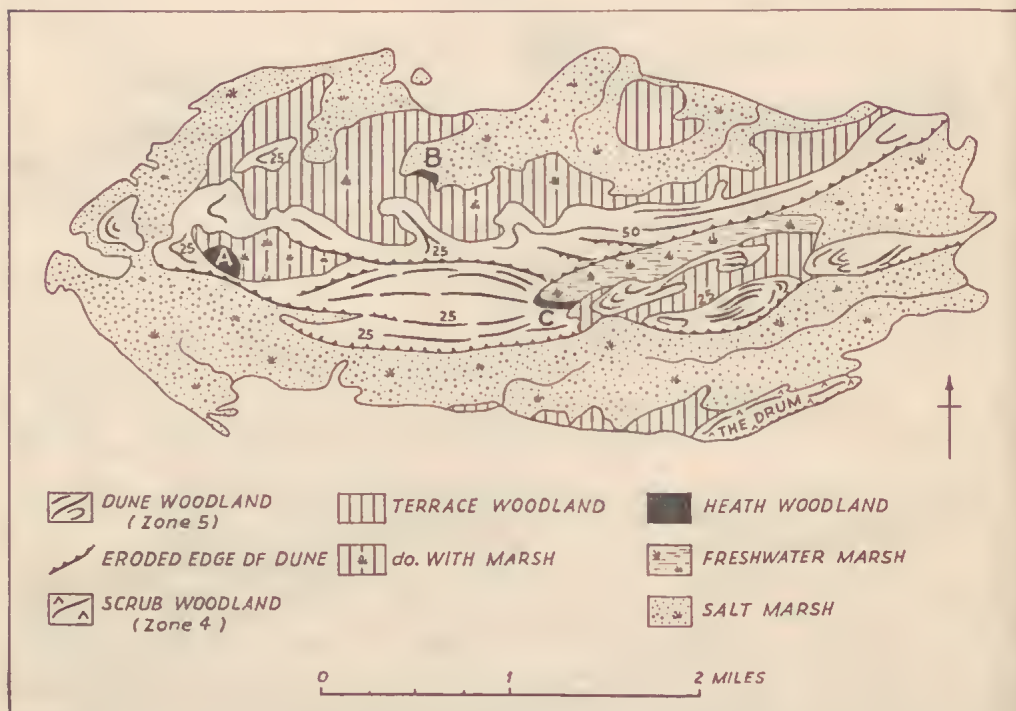 B
25
50
25
25
A
25
25
C
25
THE DRUM
DUNE WOODLAND
(Zone 5)
ERODED EDGE OF DUNE
SCRUB WOODLAND
(Zone 4)
TERRACE WOODLAND
do. WITH MARSH
HEATH WOODLAND
FRESHWATER MARSH
SALT MARSH
0 1 2 MILES